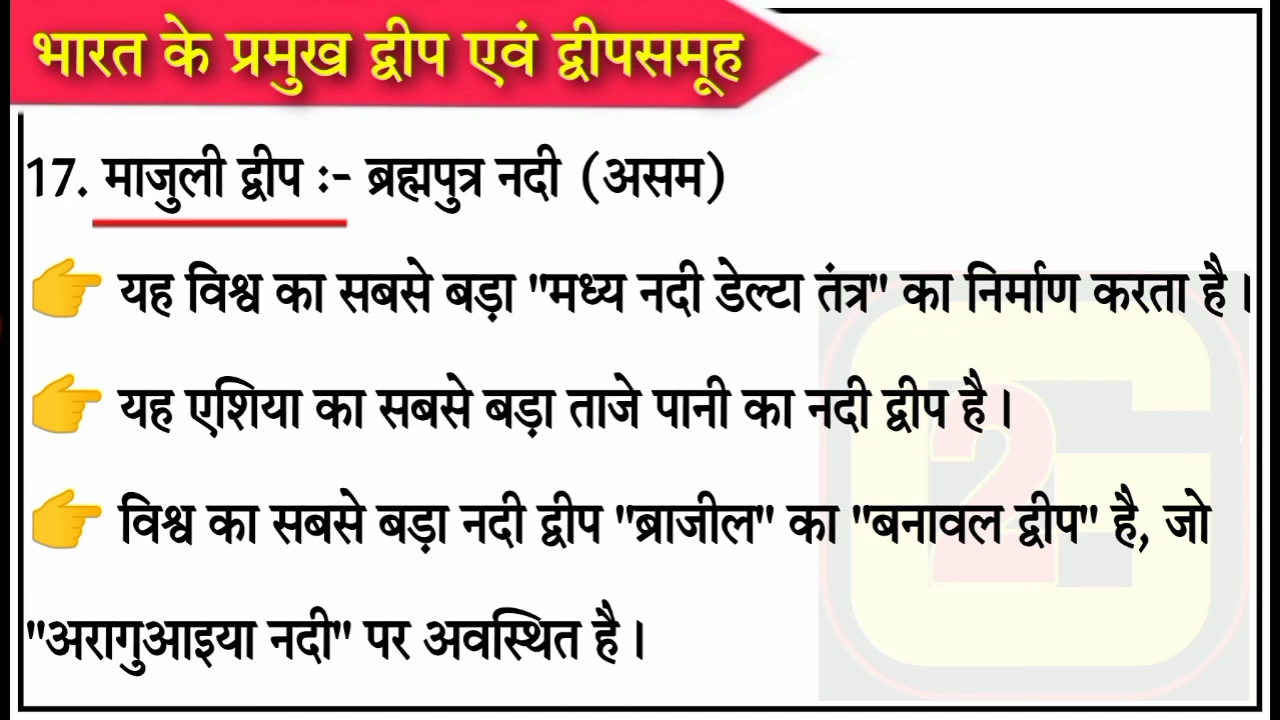 भारत के प्रमुख द्वीप एवं द्वीपसमूह
17. माजुली द्वीप :- ब्रह्मपुत्र नदी (असम)
👉 यह विश्व का सबसे बड़ा "मध्य नदी डेल्टा तंत्र" का निर्माण करता है।
👉 यह एशिया का सबसे बड़ा ताजे पानी का नदी द्वीप है।
👉 विश्व का सबसे बड़ा नदी द्वीप "ब्राजील" का "बनावल द्वीप" है, जो
"अरागुआइया नदी" पर अवस्थित है।
2G